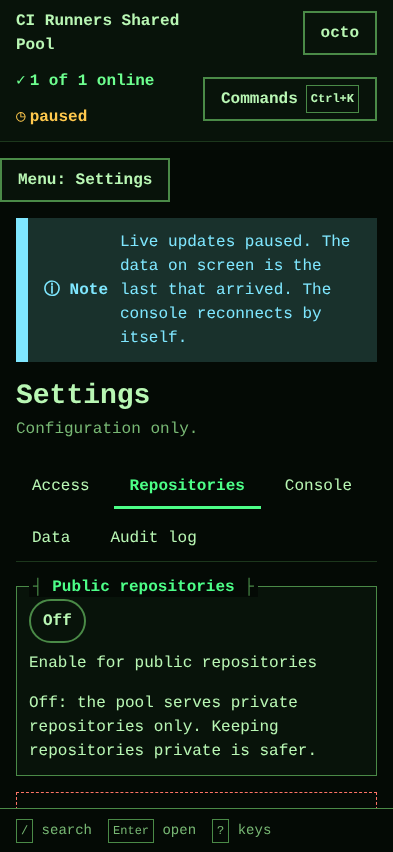 CI Runners Shared
Pool
octo
✓ 1 of 1 online
Commands Ctrl+K
◷ paused
Menu: Settings
ⓘ Note
Live updates paused. The
data on screen is the
last that arrived. The
console reconnects by
itself.
Settings
Configuration only.
Access Repositories Console
Data Audit log
┤ Public repositories ├
Off
Enable for public repositories
Off: the pool serves private
repositories only. Keeping
repositories private is safer.
/ search Enter open ? keys